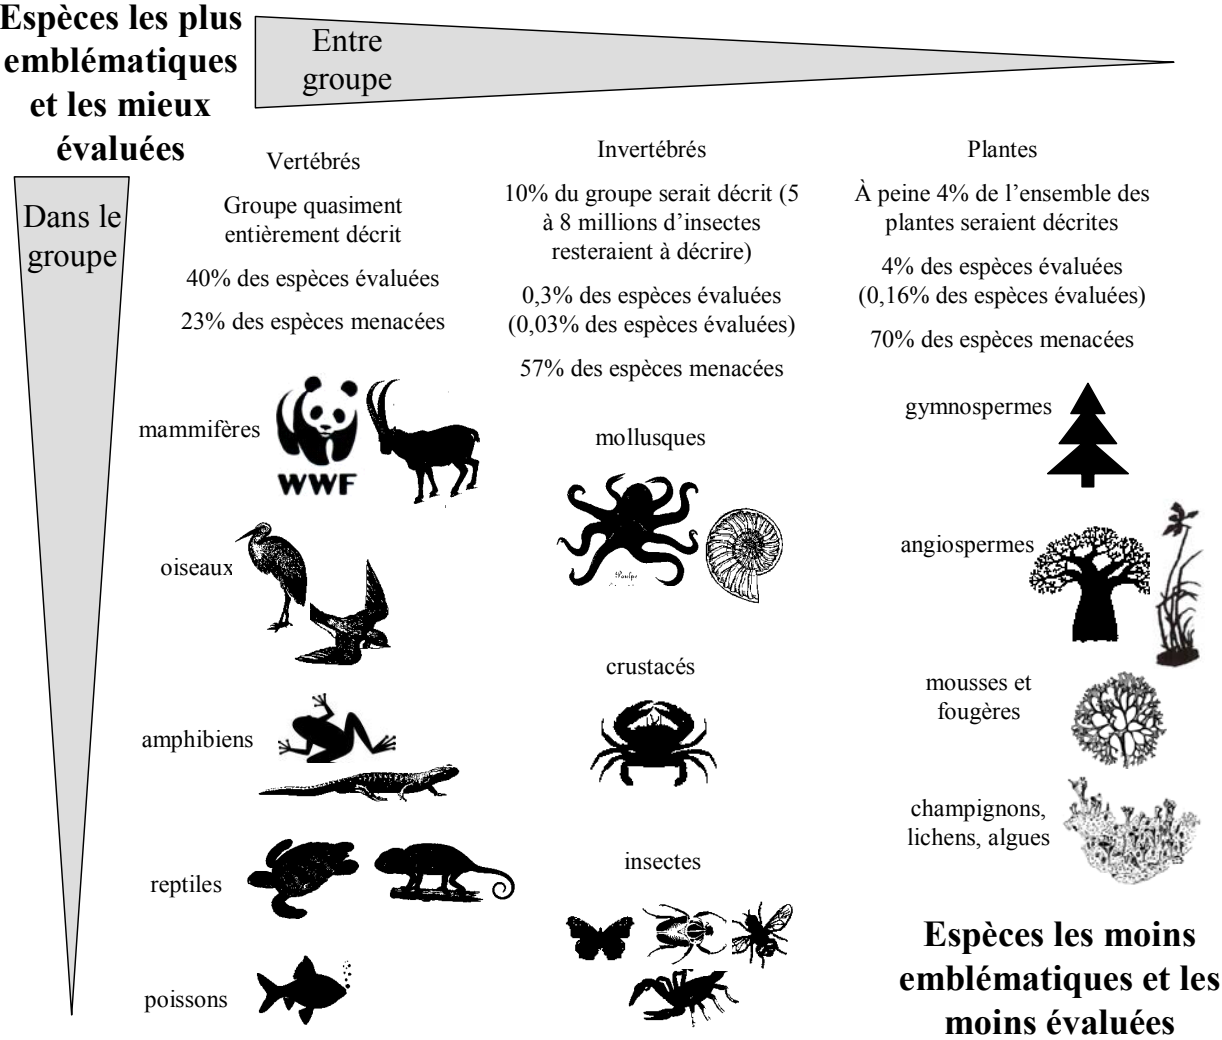 Espèces les plus
emblématiques
et les mieux
évaluées
Entre
groupe
Dans le
groupe
Vertébrés
Groupe quasiment
entièrement décrit
40% des espèces évaluées
23% des espèces menacées
mammifères
WWF
oiseaux
amphibiens
reptiles
poissons
Invertébrés
10% du groupe serait décrit (5
à 8 millions d’insectes
resteraient à décrire)
0,3% des espèces évaluées
(0,03% des espèces évaluées)
57% des espèces menacées
mollusques
Poulpe
crustacés
insectes
Plantes
À peine 4% de l’ensemble des
plantes seraient décrites
4% des espèces évaluées
(0,16% des espèces évaluées)
70% des espèces menacées
gymnospermes
angiospermes
mousses et
fougères
champignons,
lichens, algues
Espèces les moins
emblématiques et les
moins évaluées